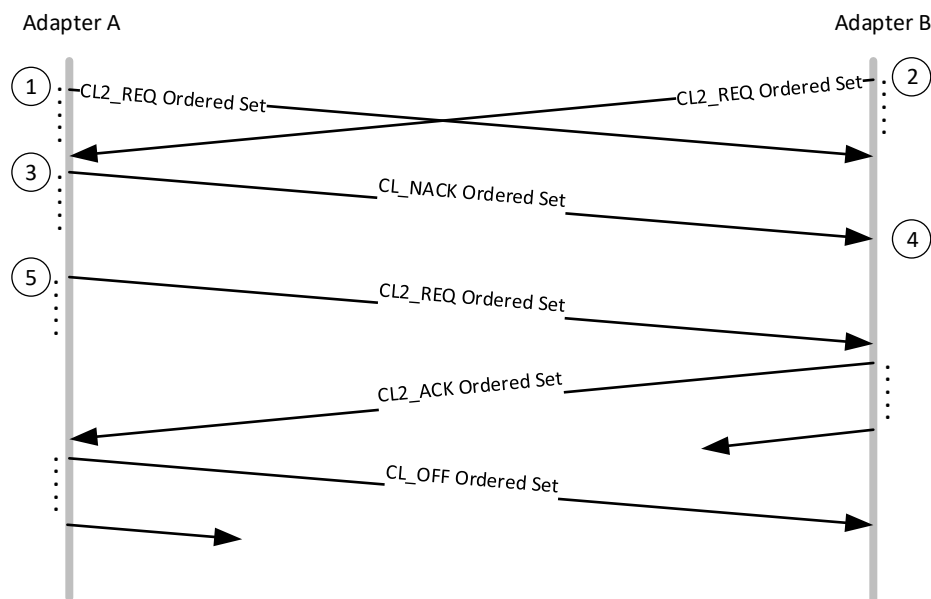 Adapter A
Adapter B
1
CL2_REQ Ordered Set
CL2_REQ Ordered Set
2
3
CL_NACK Ordered Set
4
5
CL2_REQ Ordered Set
CL2_ACK Ordered Set
CL_OFF Ordered Set